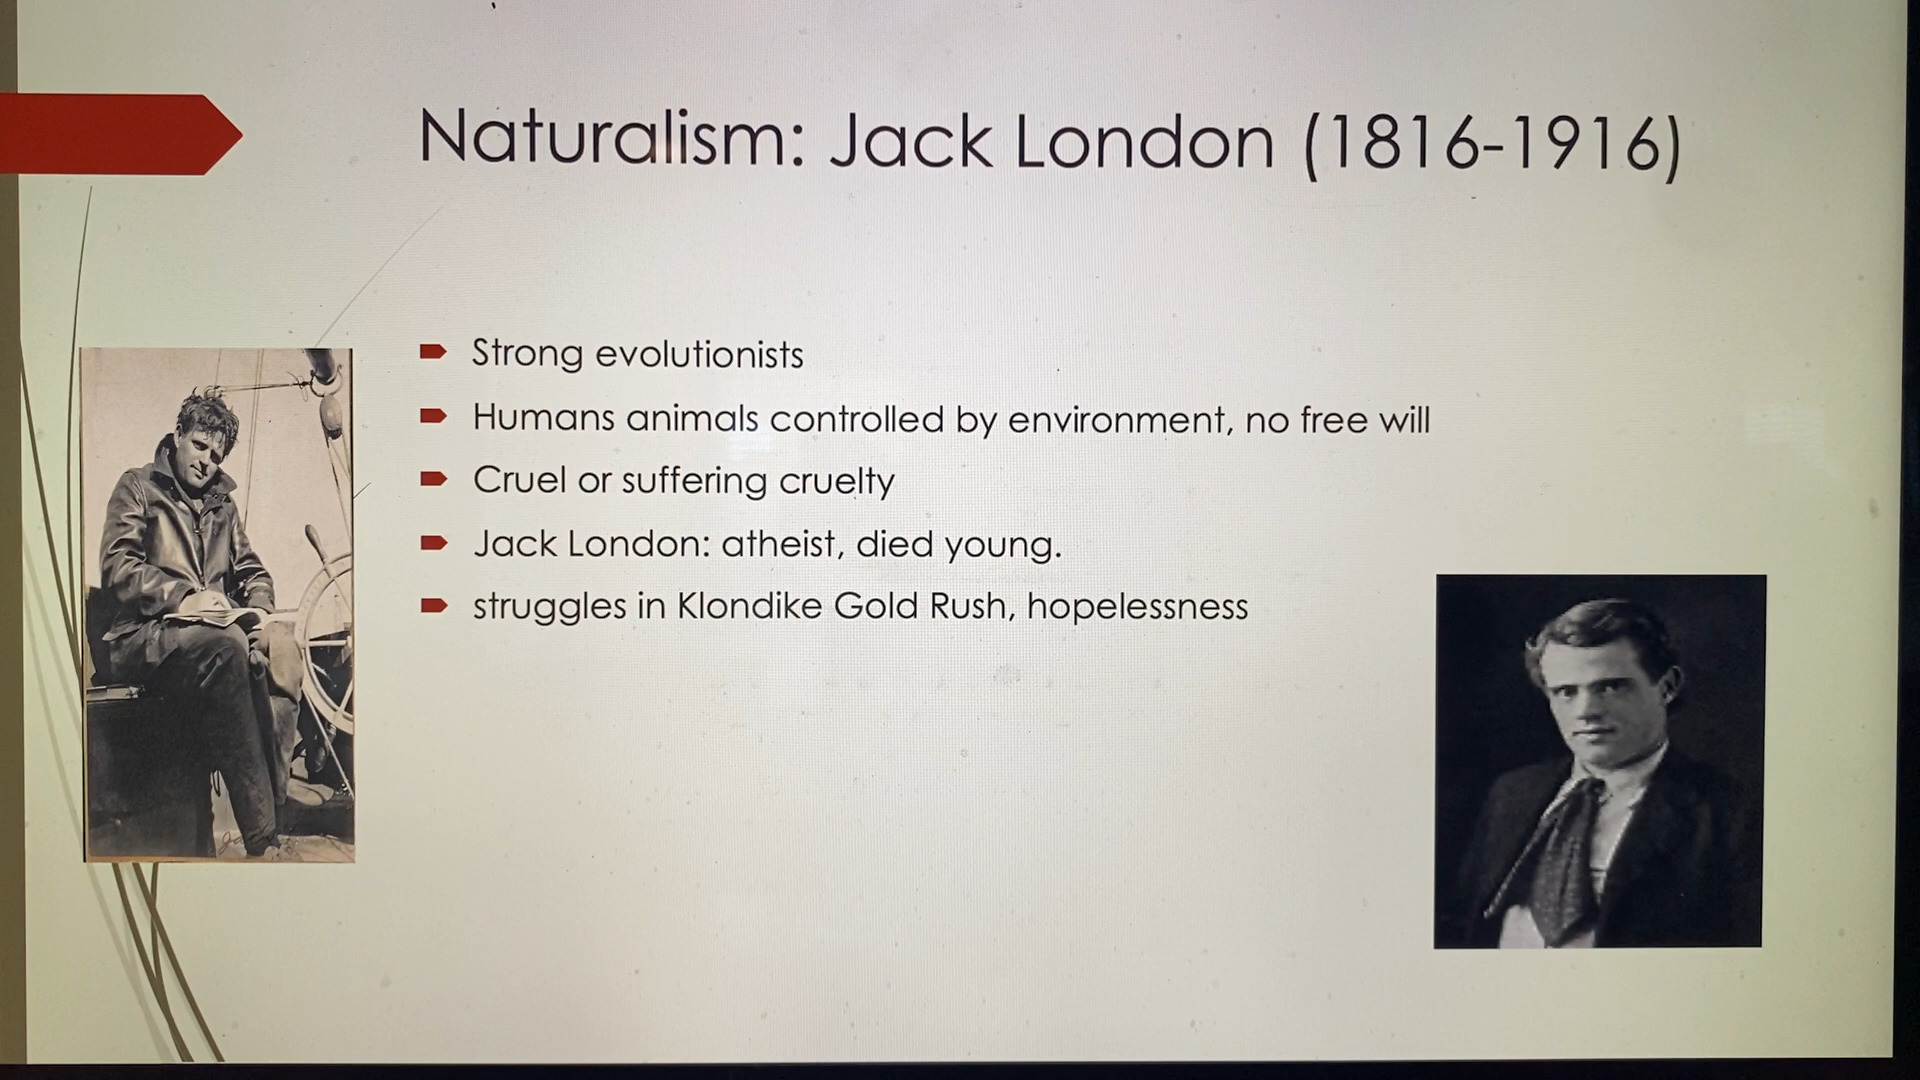 Naturalism: Jack London (1816-1916)
Strong evolutionists
Humans animals controlled by environment, no free will
Cruel or suffering cruelty
Jack London: atheist, died young.
struggles in Klondike Gold Rush, hopelessness